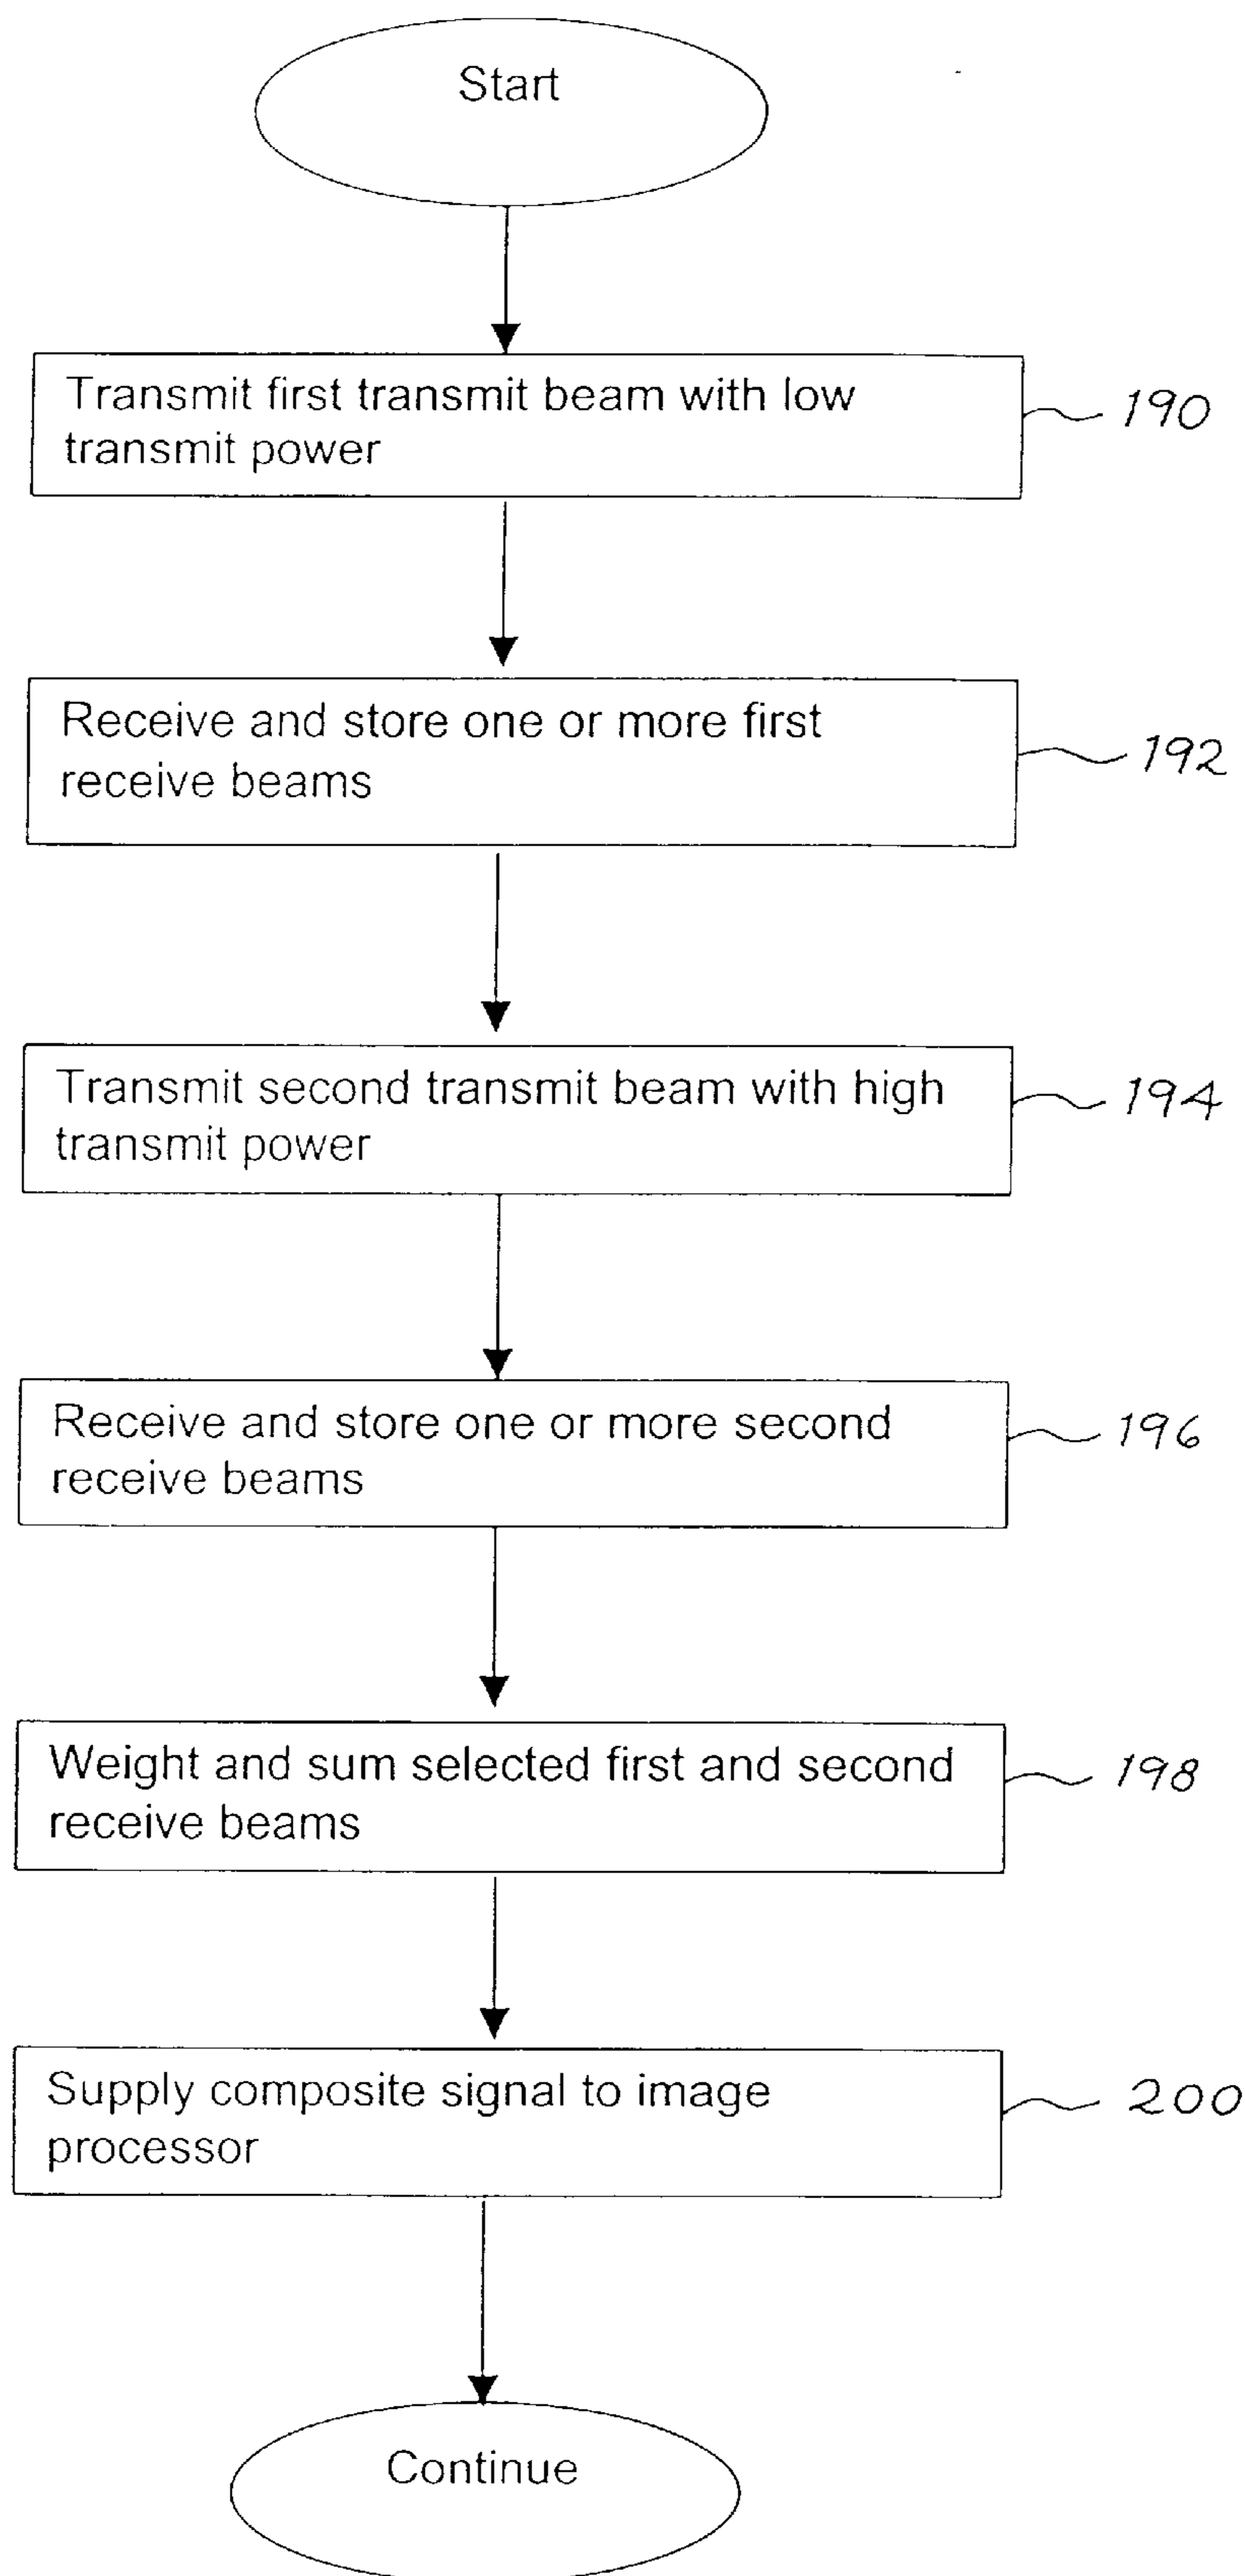 Start
Transmit first transmit beam with low
transmit power
190
Receive and store one or more first
receive beams
192
Transmit second transmit beam with high
transmit power
194
Receive and store one or more second
receive beams
196
Weight and sum selected first and second
receive beams
198
Supply composite signal to image
processor
200
Continue